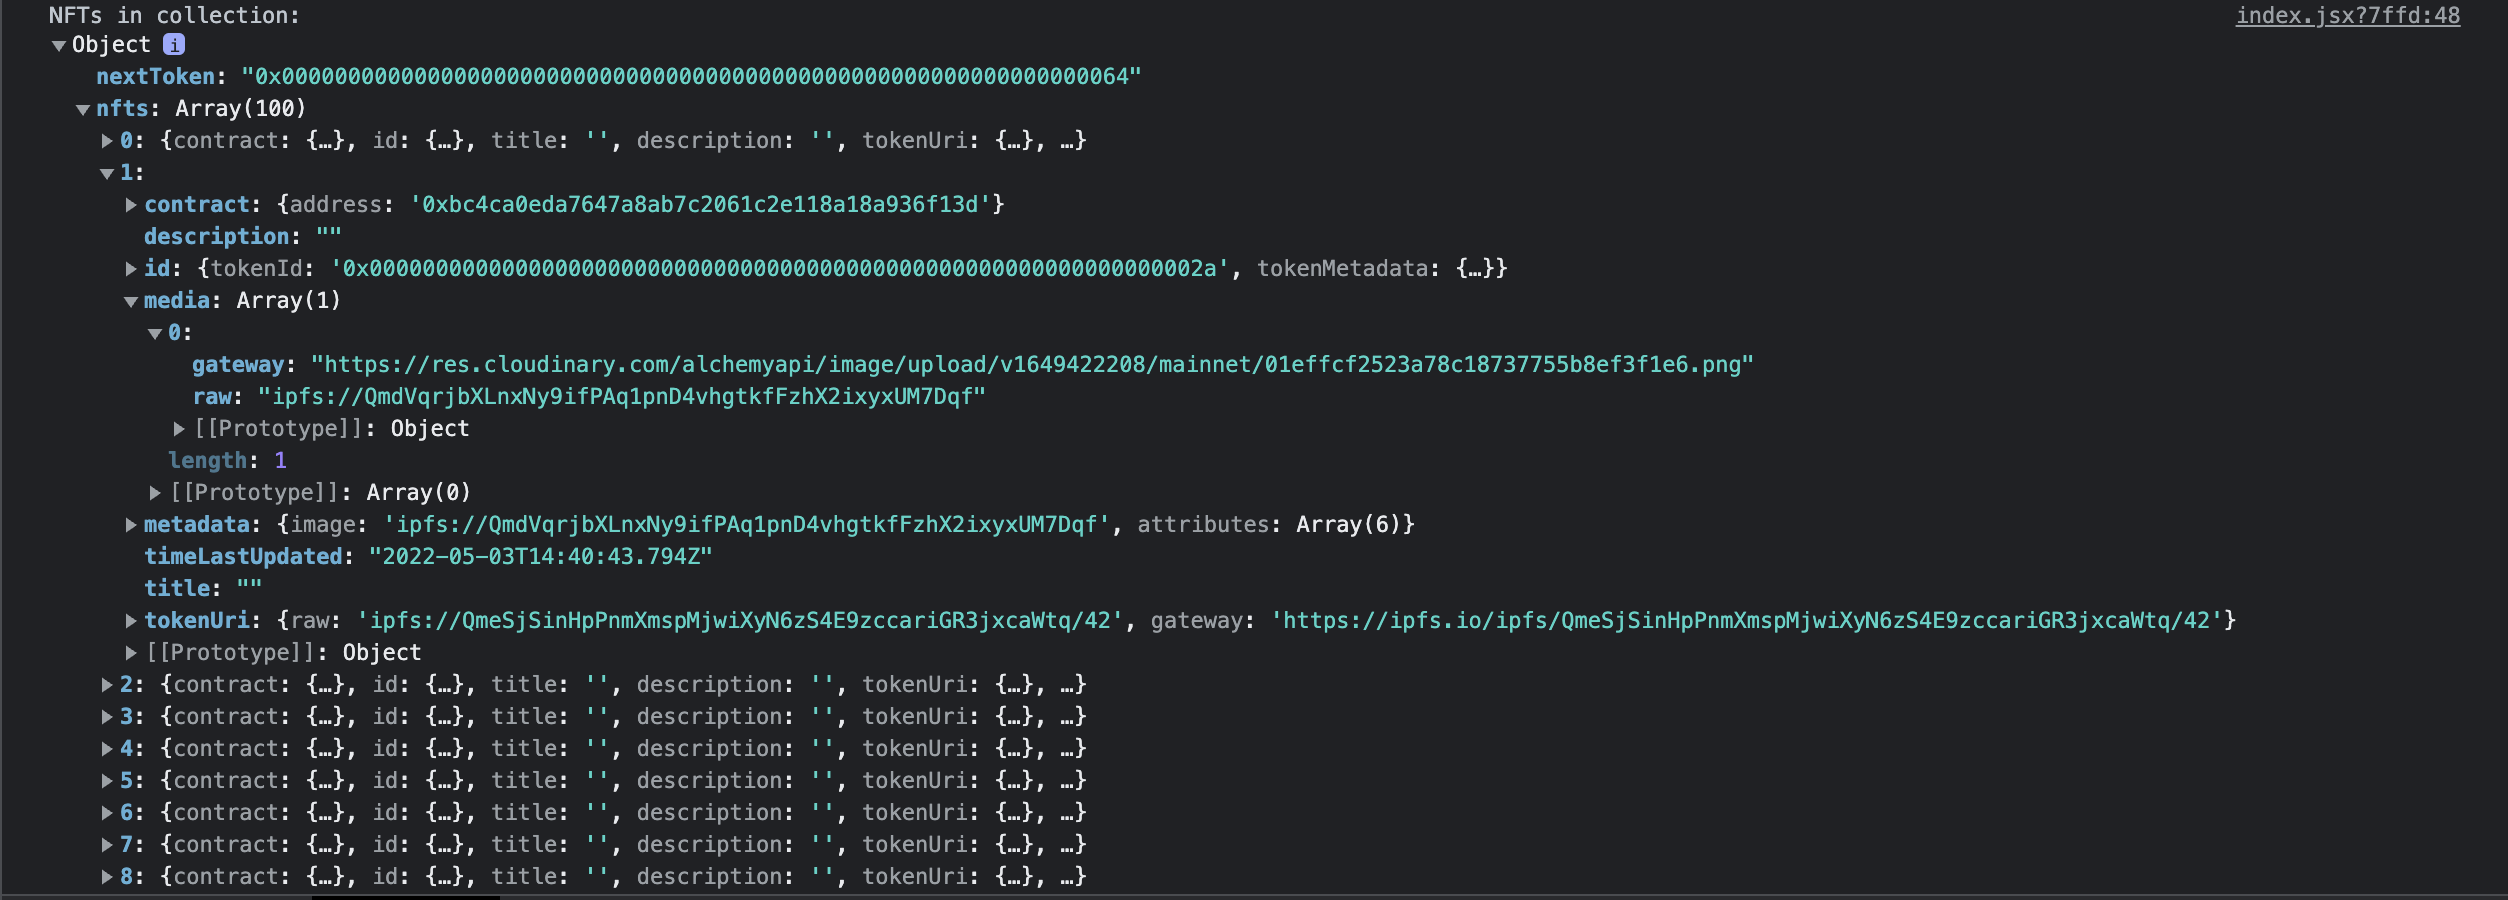 NFTs in collection: index.jsx?7ffd:48
▼Object i
nextToken: "0x0000000000000000000000000000000000000000000000000000000000000064"
▼nfts: Array(100)
▶0: {contract: {…}, id: {…}, title: '', description: '', tokenUri: {…}, …}
▼1:
▶contract: {address: '0xbc4ca0eda7647a8ab7c2061c2e118a18a936f13d'}
description: ""
▶id: {tokenId: '0x000000000000000000000000000000000000000000000000000000000000002a', tokenMetadata: {…}}
▼media: Array(1)
▼0:
gateway: "https://res.cloudinary.com/alchemyapi/image/upload/v1649422208/mainnet/01effcf2523a78c18737755b8ef3f1e6.png"
raw: "ipfs://QmdVqrjbXLnxNy9ifPAq1pnD4vhgtkfFzhX2ixyxUM7Dqf"
▶[[Prototype]]: Object
length: 1
▶[[Prototype]]: Array(0)
▶metadata: {image: 'ipfs://QmdVqrjbXLnxNy9ifPAq1pnD4vhgtkfFzhX2ixyxUM7Dqf', attributes: Array(6)}
timeLastUpdated: "2022-05-03T14:40:43.794Z"
title: ""
▶tokenUri: {raw: 'ipfs://QmeSjSinHpPnmXmspMjwiXyN6zS4E9zccariGR3jxcaWtq/42', gateway: 'https://ipfs.io/ipfs/QmeSjSinHpPnmXmspMjwiXyN6zS4E9zccariGR3jxcaWtq/42'}
▶[[Prototype]]: Object
▶2: {contract: {…}, id: {…}, title: '', description: '', tokenUri: {…}, …}
▶3: {contract: {…}, id: {…}, title: '', description: '', tokenUri: {…}, …}
▶4: {contract: {…}, id: {…}, title: '', description: '', tokenUri: {…}, …}
▶5: {contract: {…}, id: {…}, title: '', description: '', tokenUri: {…}, …}
▶6: {contract: {…}, id: {…}, title: '', description: '', tokenUri: {…}, …}
▶7: {contract: {…}, id: {…}, title: '', description: '', tokenUri: {…}, …}
▶8: {contract: {…}, id: {…}, title: '', description: '', tokenUri: {…}, …}